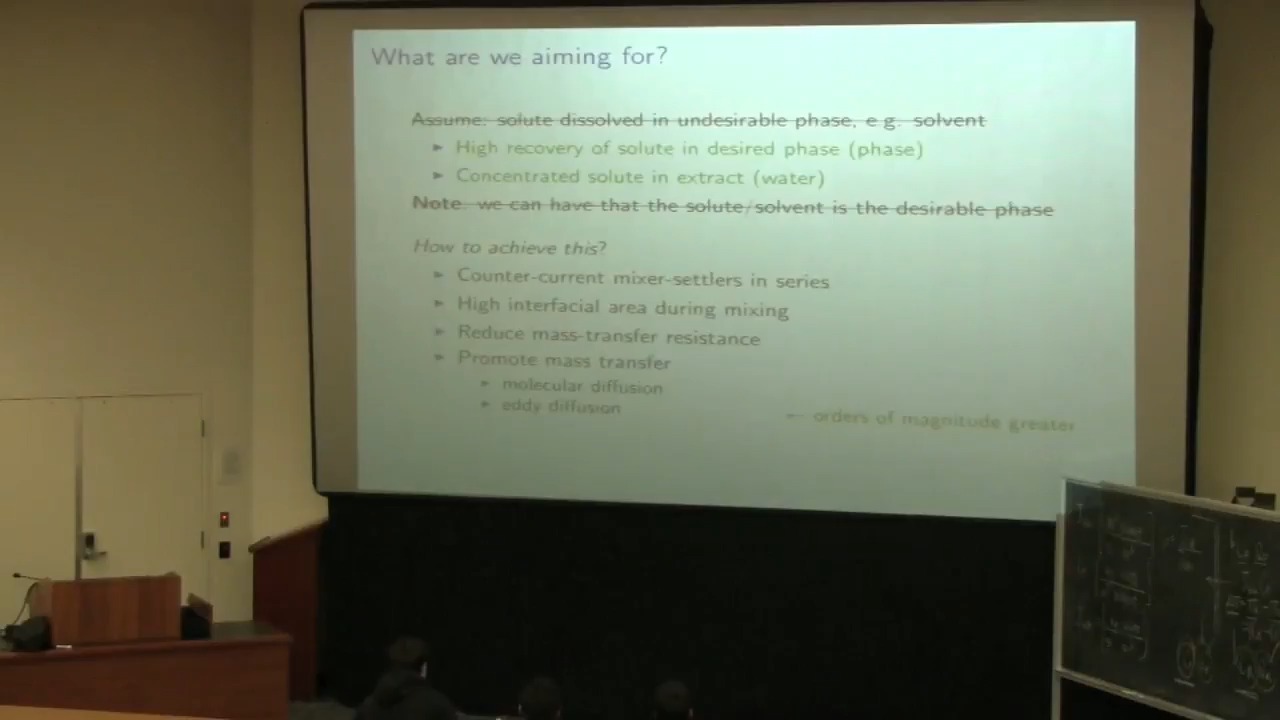 What are we aiming for?
Assume: solute dissolved in undesirable phase, e.g. solvent
► High recovery of solute in desired phase (phase)
► Concentrated solute in extract (water)
Note: we can have that the solute/solvent is the desirable phase
How to achieve this?
► Counter-current mixer-settlers in series
► High interfacial area during mixing
► Reduce mass-transfer resistance
► Promote mass transfer
► molecular diffusion
► eddy diffusion ← orders of magnitude greater